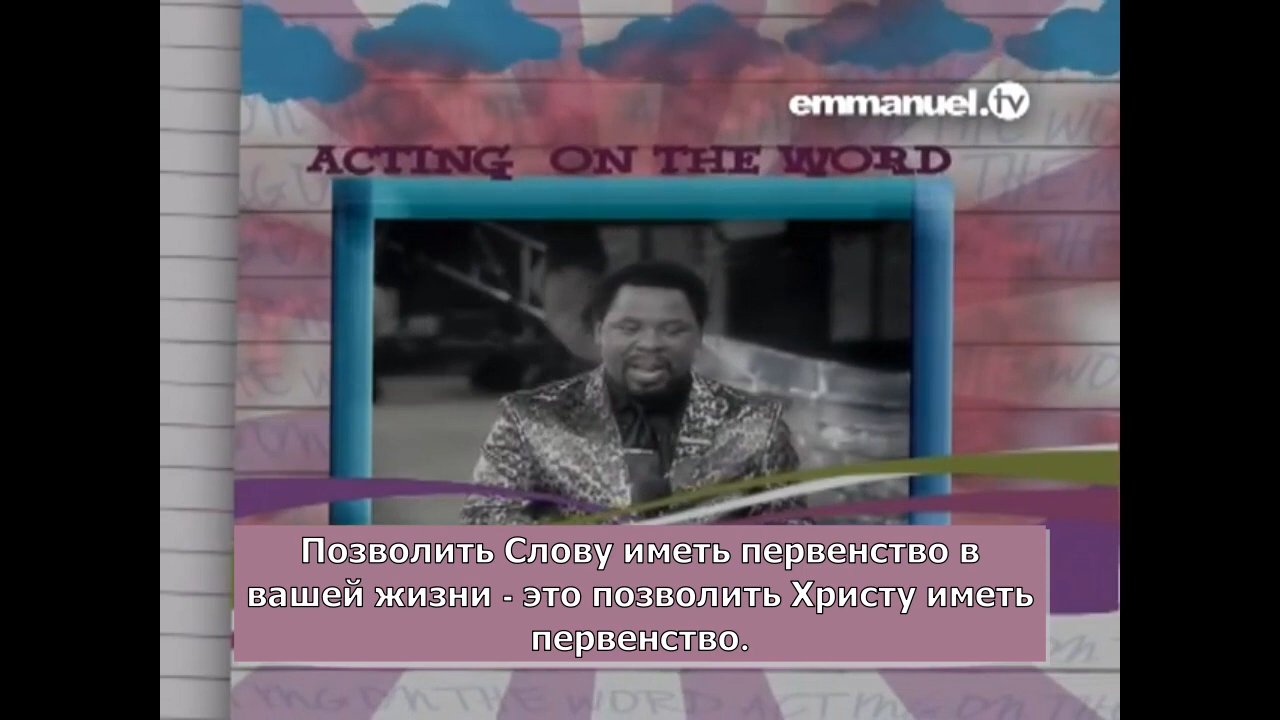 emmanuel.tv
ACTING ON THE WORD
Позволить Слову иметь первенство в
вашей жизни - это позволить Христу иметь
первенство.